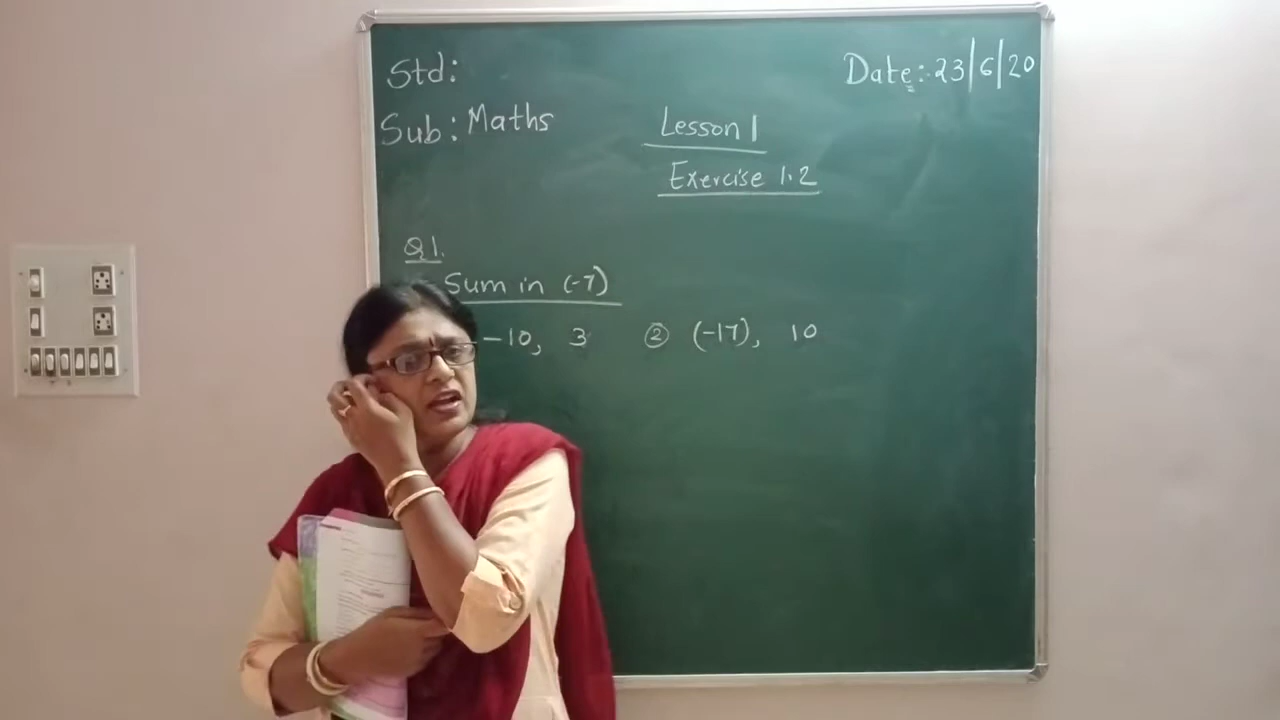 Std:
Date: 23/6/20
Sub: Maths
Lesson 1
Exercise 1.2
Q1.
Sum in (-7)
-10, 3 ② (-17), 10